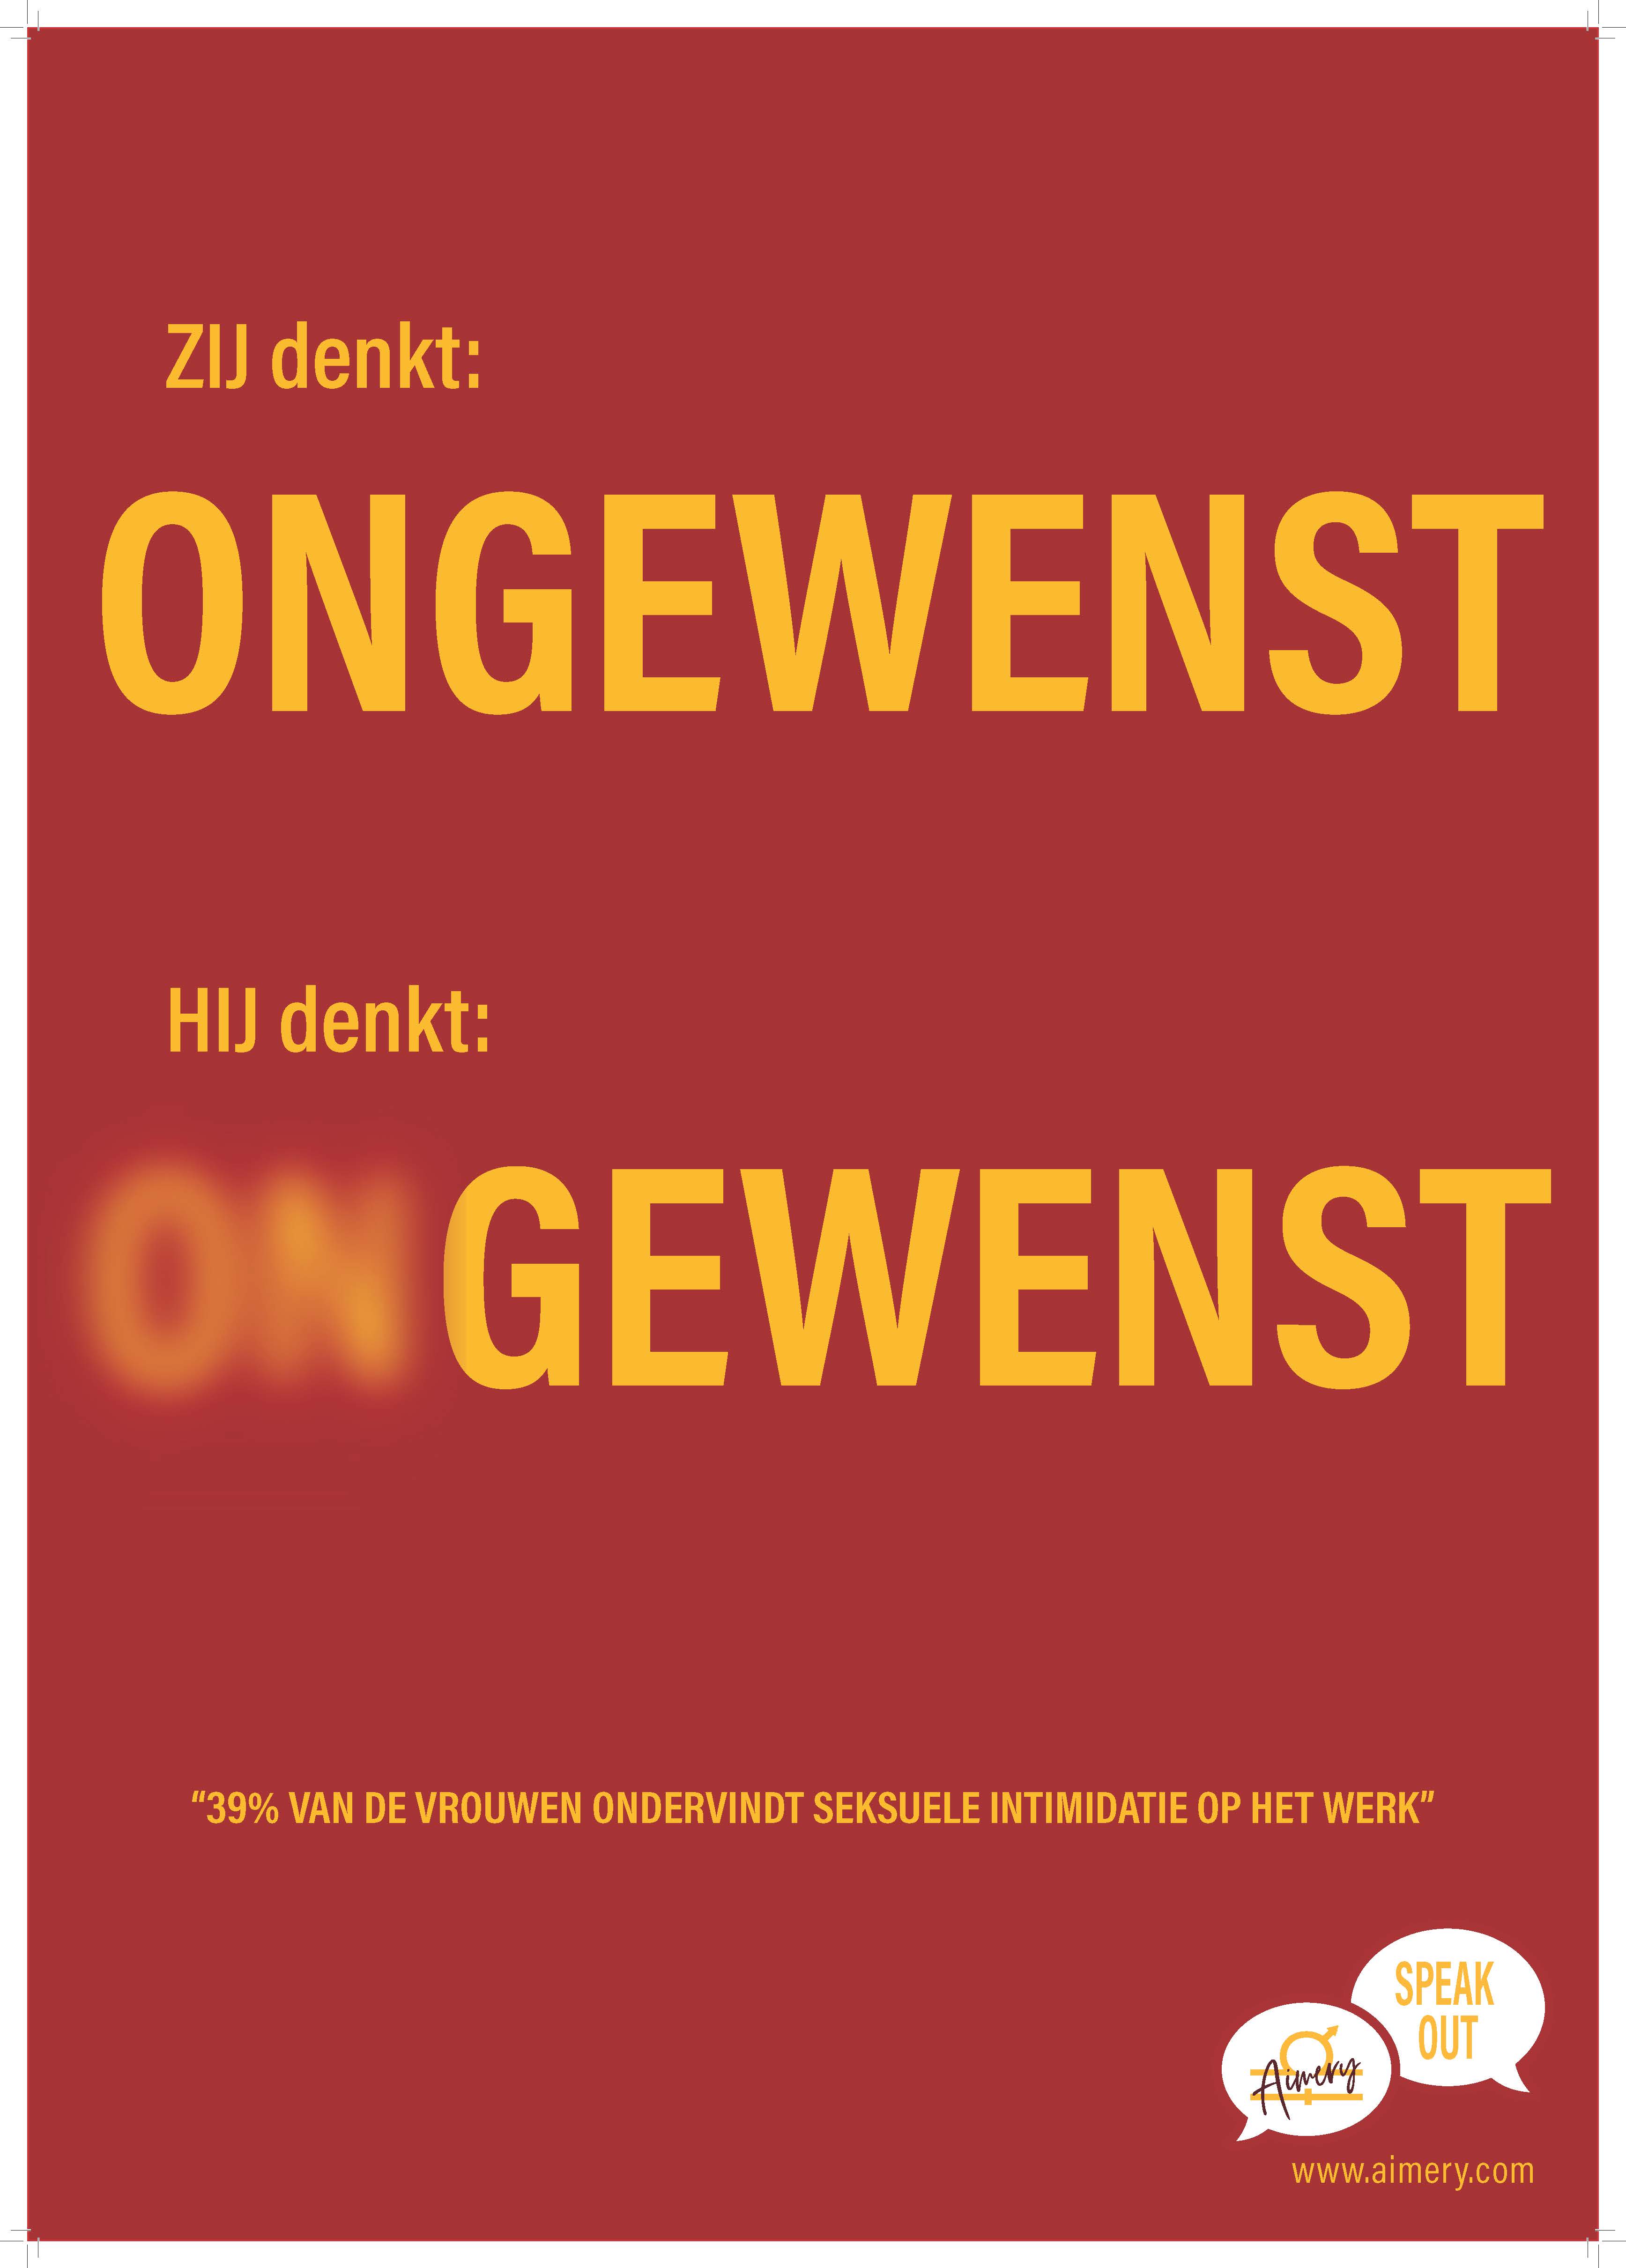 ZIJ denkt:
ONGEWENST
HIJ denkt:
ONGEWENST
"39% VAN DE VROUWEN ONDERVINDT SEKSUELE INTIMIDATIE OP HET WERK"
SPEAK
OUT
Aimery
www.aimery.com